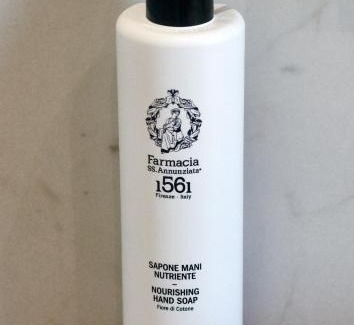 Farmacia
SS. Annunziata
1561
Firenze - Italy
SAPONE MANI
NUTRIENTE
–
NOURISHING
HAND SOAP
Fiore di Cotone